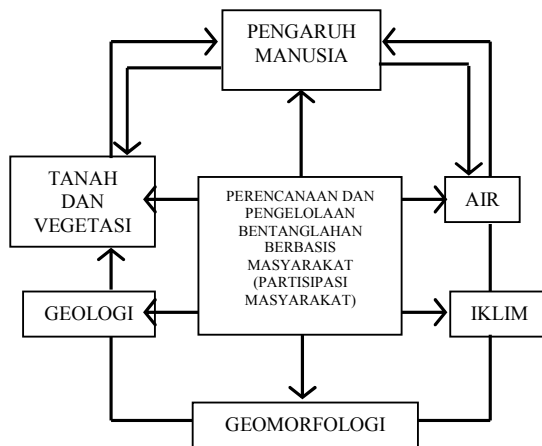 PENGARUH
MANUSIA
TANAH
DAN
VEGETASI
PERENCANAAN DAN
PENGELOLAAN
BENTANGLAHAN
BERBASIS
MASYARAKAT
(PARTISIPASI
MASYARAKAT)
AIR
GEOLOGI
IKLIM
GEOMORFOLOGI